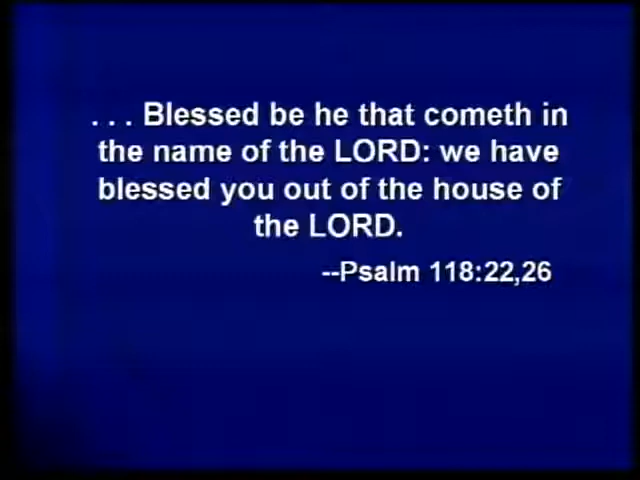 . . . Blessed be he that cometh in
the name of the LORD: we have
blessed you out of the house of
the LORD.
--Psalm 118:22,26